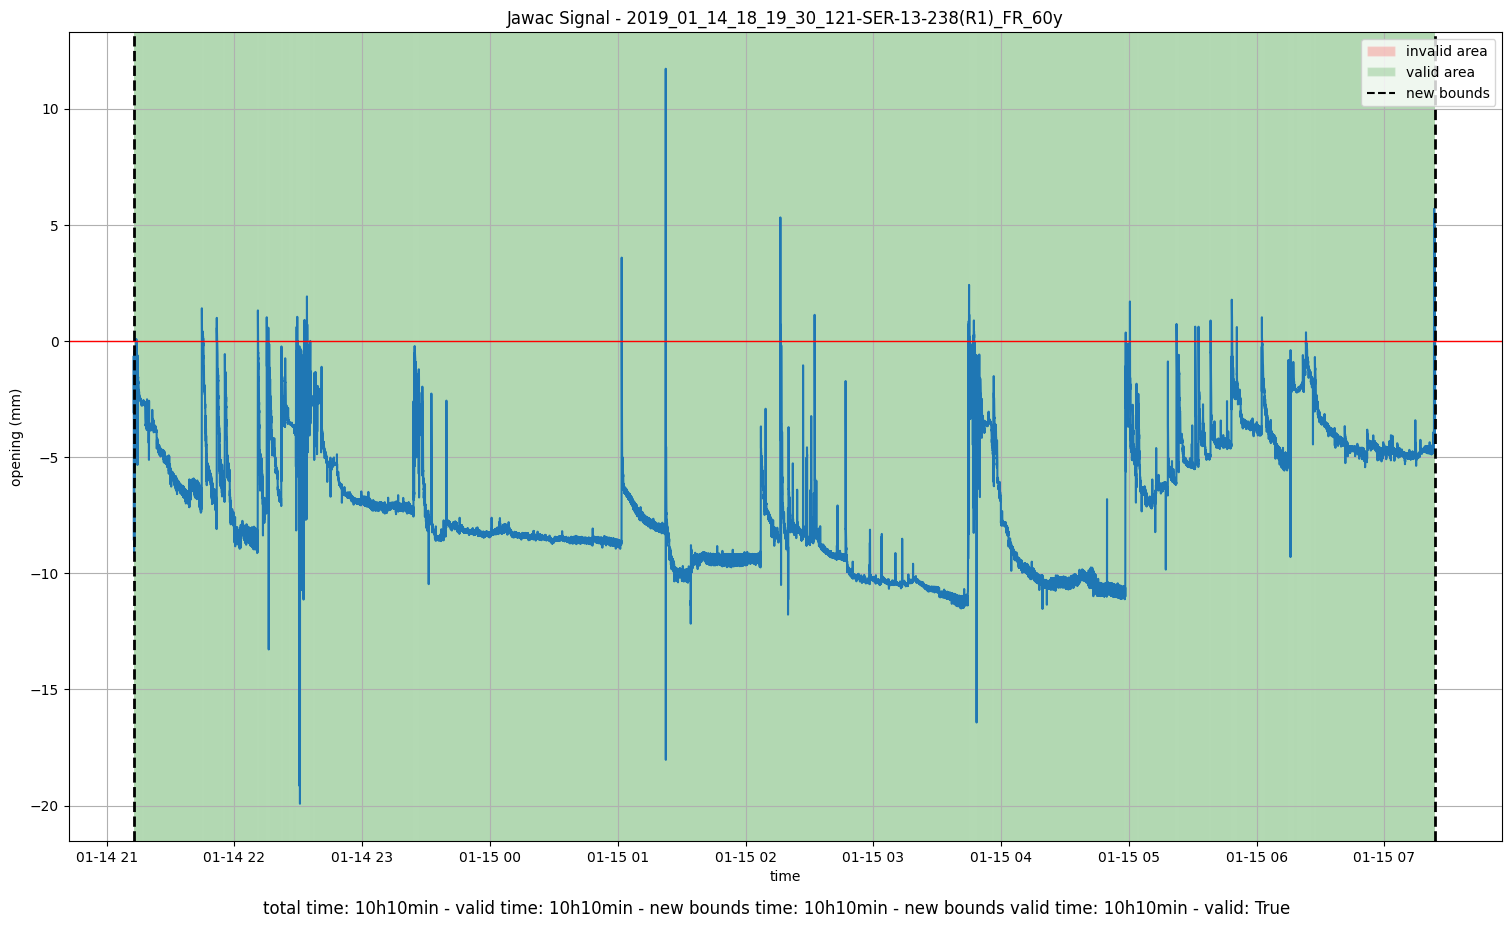 Jawac Signal - 2019_01_14_18_19_30_121-SER-13-238(R1)_FR_60y
invalid area
valid area
new bounds
opening (mm)
10
5
0
−5
−10
−15
−20
01-14 21
01-14 22
01-14 23
01-15 00
01-15 01
01-15 02
01-15 03
01-15 04
01-15 05
01-15 06
01-15 07
time
total time: 10h10min - valid time: 10h10min - new bounds time: 10h10min - new bounds valid time: 10h10min - valid: True